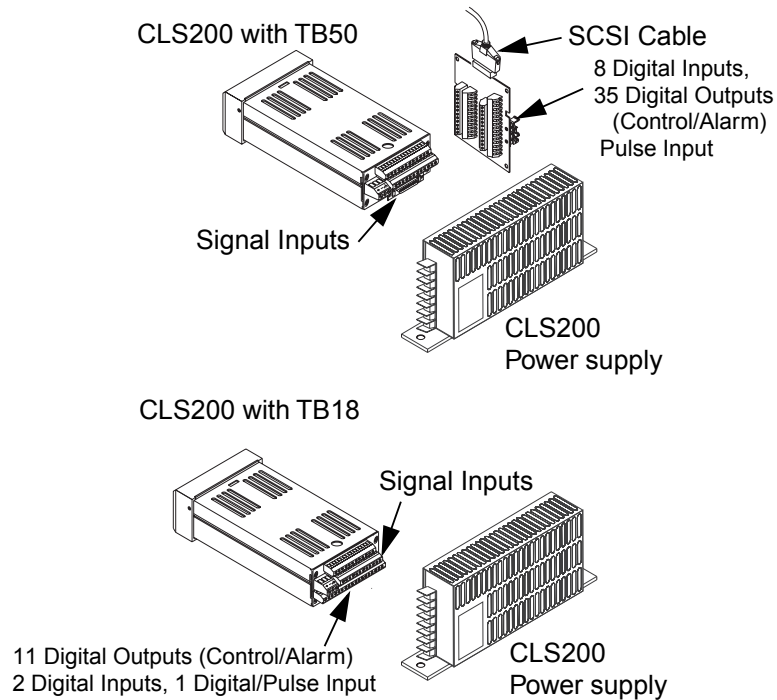 CLS200 with TB50
SCSI Cable
8 Digital Inputs,
35 Digital Outputs
(Control/Alarm)
Pulse Input
Signal Inputs
CLS200
Power supply
CLS200 with TB18
Signal Inputs
11 Digital Outputs (Control/Alarm)
2 Digital Inputs, 1 Digital/Pulse Input
CLS200
Power supply